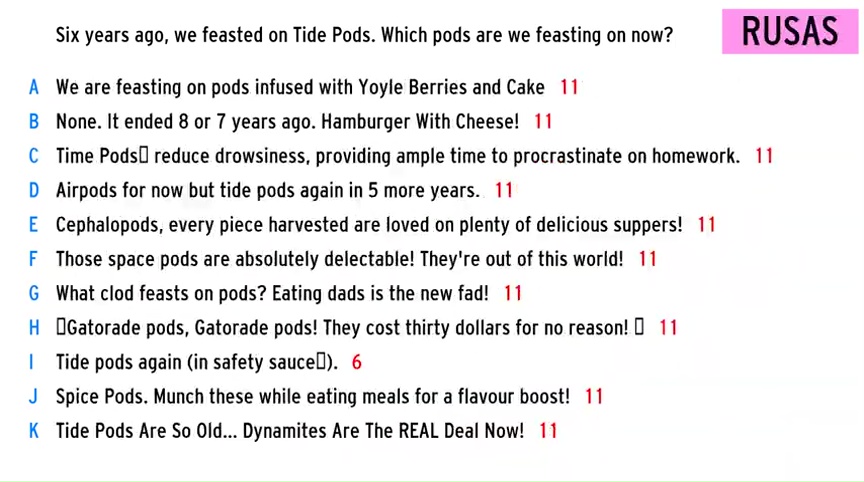 Six years ago, we feasted on Tide Pods. Which pods are we feasting on now?
RUSAS
A We are feasting on pods infused with Yoyle Berries and Cake 11
B None. It ended 8 or 7 years ago. Hamburger With Cheese! 11
C Time Pods▯ reduce drowsiness, providing ample time to procrastinate on homework. 11
D Airpods for now but tide pods again in 5 more years. 11
E Cephalopods, every piece harvested are loved on plenty of delicious suppers! 11
F Those space pods are absolutely delectable! They're out of this world! 11
G What clod feasts on pods? Eating dads is the new fad! 11
H ▯Gatorade pods, Gatorade pods! They cost thirty dollars for no reason! ▯ 11
I Tide pods again (in safety sauce▯). 6
J Spice Pods. Munch these while eating meals for a flavour boost! 11
K Tide Pods Are So Old... Dynamites Are The REAL Deal Now! 11